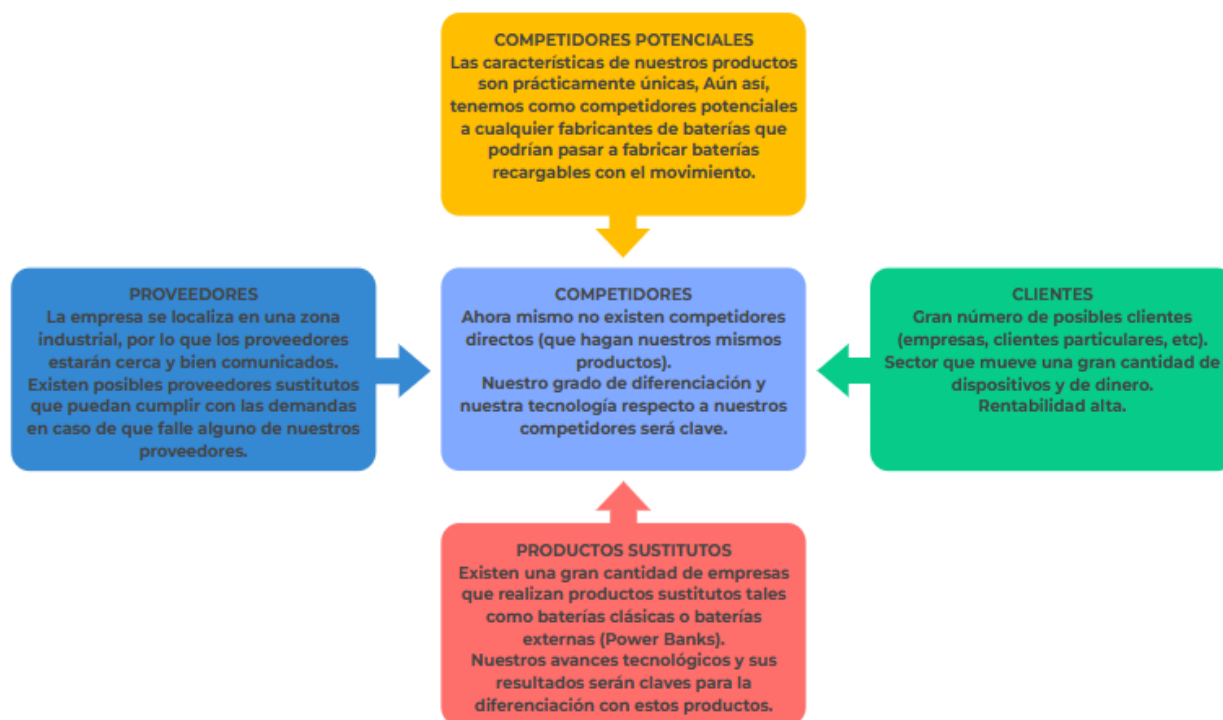 COMPETIDORES POTENCIALES
Las características de nuestros productos
son prácticamente únicas, Aún así,
tenemos como competidores potenciales
a cualquier fabricantes de baterías que
podrían pasar a fabricar baterías
recargables con el movimiento.
PROVEEDORES
La empresa se localiza en una zona
industrial, por lo que los proveedores
estarán cerca y bien comunicados.
Existen posibles proveedores sustitutos
que puedan cumplir con las demandas
en caso de que falle alguno de nuestros
proveedores.
COMPETIDORES
Ahora mismo no existen competidores
directos (que hagan nuestros mismos
productos).
Nuestro grado de diferenciación y
nuestra tecnología respecto a nuestros
competidores será clave.
CLIENTES
Gran número de posibles clientes
(empresas, clientes particulares, etc).
Sector que mueve una gran cantidad de
dispositivos y de dinero.
Rentabilidad alta.
PRODUCTOS SUSTITUTOS
Existen una gran cantidad de empresas
que realizan productos sustitutos tales
como baterías clásicas o baterías
externas (Power Banks).
Nuestros avances tecnológicos y sus
resultados serán claves para la
diferenciación con estos productos.